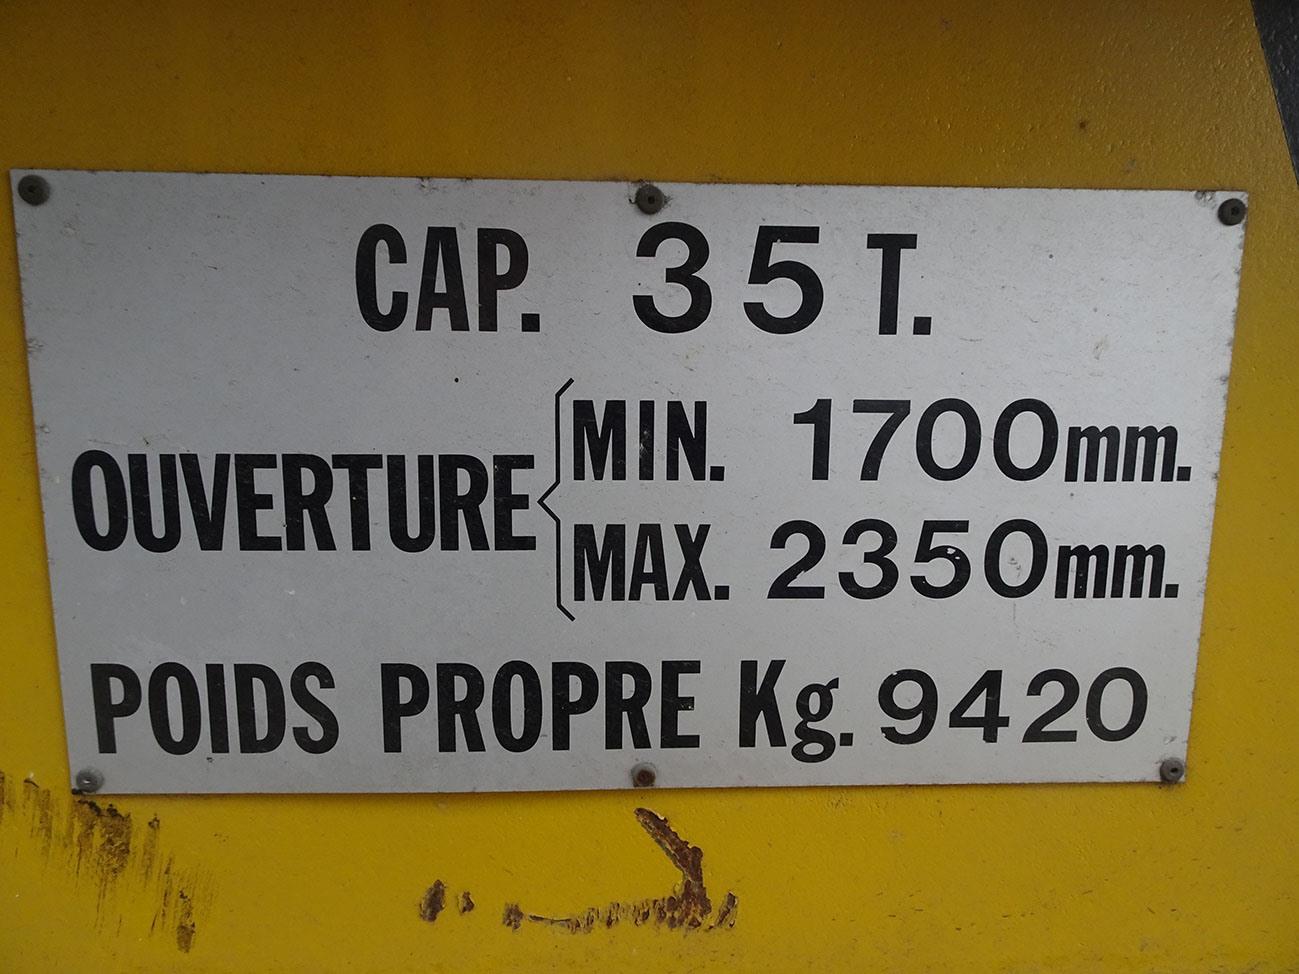 CAP. 35 T.
OUVERTURE
MIN. 1700mm.
MAX. 2350mm.
POIDS PROPRE Kg. 9420